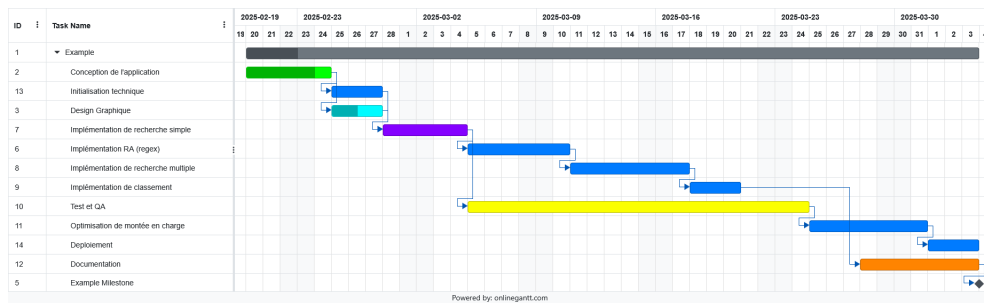 ID Task Name 2025-02-19 2025-02-23 2025-03-02 2025-03-09 2025-03-16 2025-03-23 2025-03-30
19 20 21 22 23 24 25 26 27 28 1 2 3 4 5 6 7 8 9 10 11 12 13 14 15 16 17 18 19 20 21 22 23 24 25 26 27 28 29 30 31 1 2 3
1 Example
2 Conception de l'application
13 Initialisation technique
3 Design Graphique
7 Implémentation de recherche simple
6 Implémentation RA (regex)
8 Implémentation de recherche multiple
9 Implémentation de classement
10 Test et QA
11 Optimisation de montée en charge
14 Deploiement
12 Documentation
5 Example Milestone
Powered by: onlinegantt.com